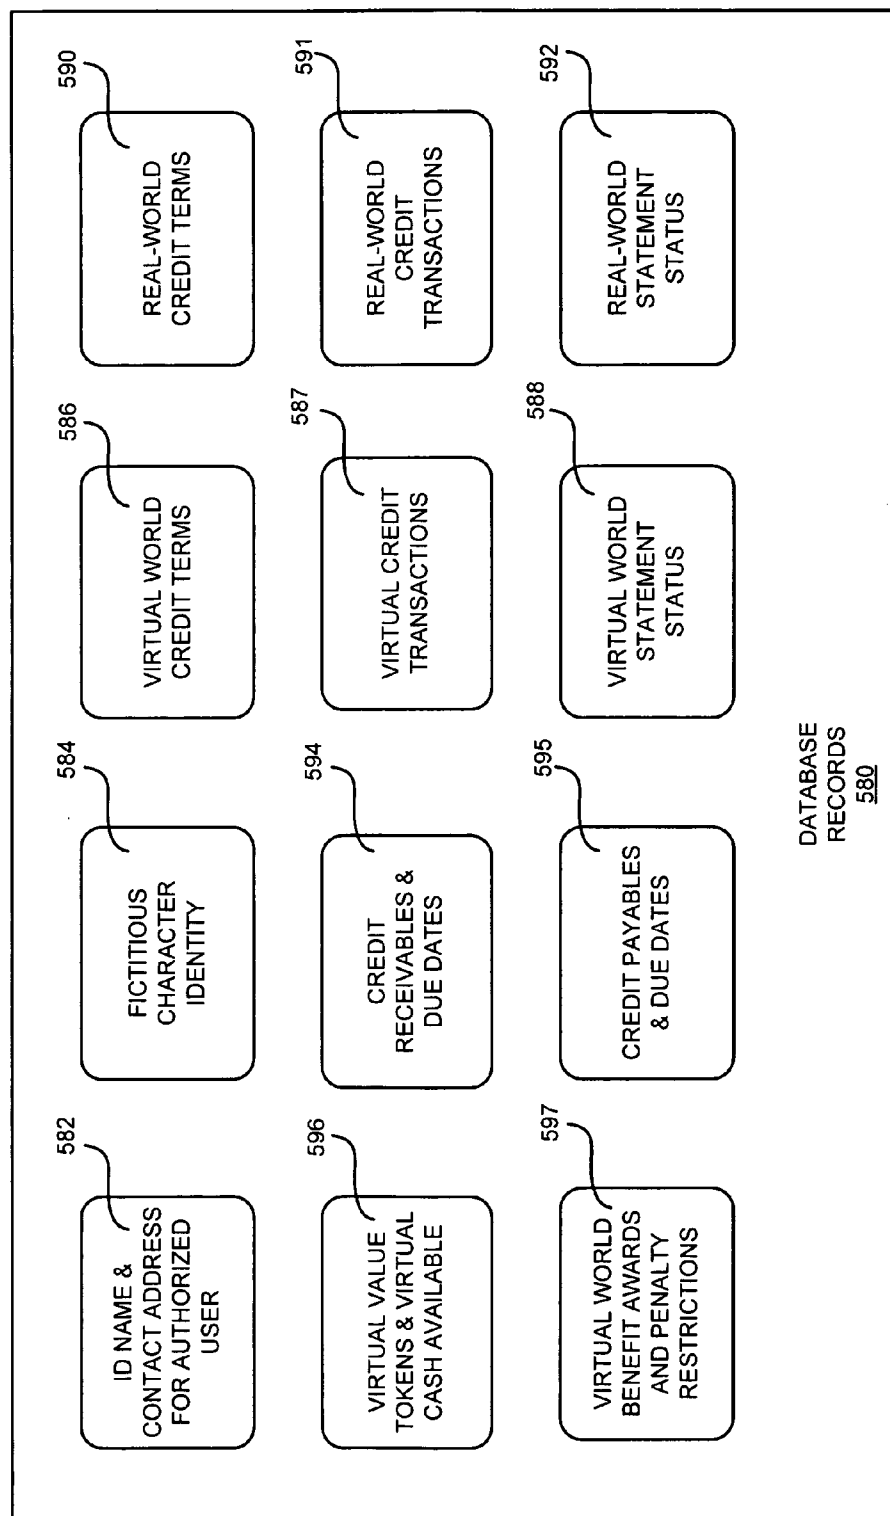 582
ID NAME &
CONTACT ADDRESS
FOR AUTHORIZED
USER
584
FICTITIOUS
CHARACTER
IDENTITY
586
VIRTUAL WORLD
CREDIT TERMS
590
REAL-WORLD
CREDIT TERMS
596
VIRTUAL VALUE
TOKENS & VIRTUAL
CASH AVAILABLE
594
CREDIT
RECEIVABLES &
DUE DATES
587
VIRTUAL CREDIT
TRANSACTIONS
591
REAL-WORLD
CREDIT
TRANSACTIONS
597
VIRTUAL WORLD
BENEFIT AWARDS
AND PENALTY
RESTRICTIONS
595
CREDIT PAYABLES
& DUE DATES
588
VIRTUAL WORLD
STATEMENT
STATUS
592
REAL-WORLD
STATEMENT
STATUS
DATABASE
RECORDS
580